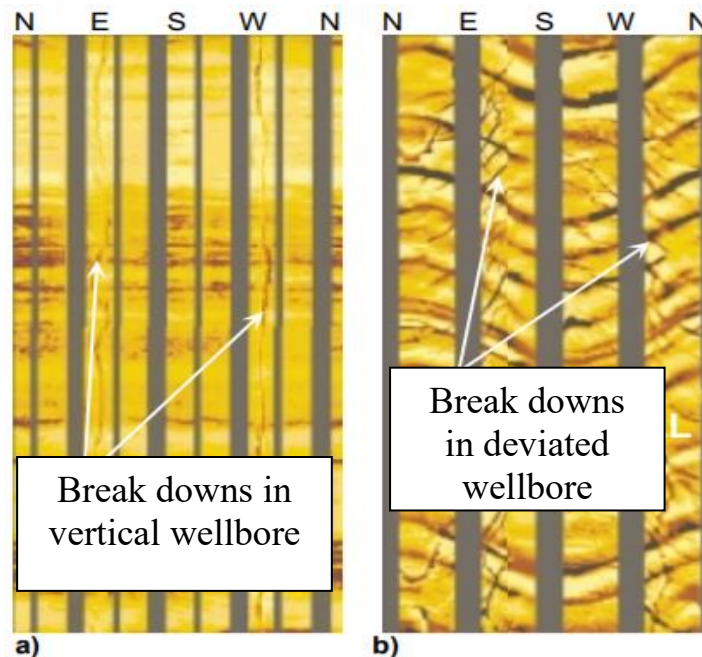 N E S W N
N E S W N
Break downs in
vertical wellbore
Break downs
in deviated
wellbore
L
a)
b)